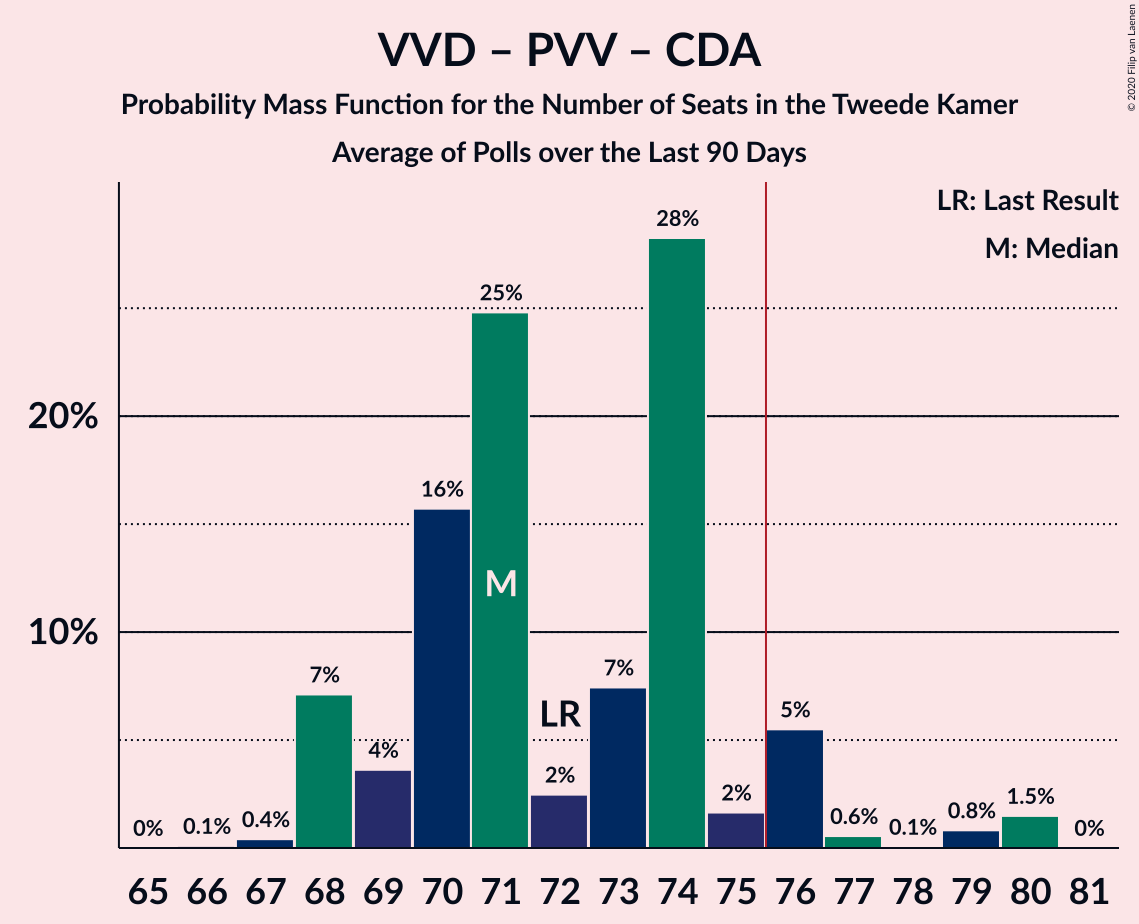 VVD – PVV – CDA
Probability Mass Function for the Number of Seats in the Tweede Kamer
Average of Polls over the Last 90 Days
© 2020 Filip van Laenen
LR: Last Result
M: Median
20%
10%
0%
0.1%
0.4%
7%
4%
16%
25%
2%
7%
28%
2%
5%
0.6%
0.1%
0.8%
1.5%
0%
M
LR
65 66 67 68 69 70 71 72 73 74 75 76 77 78 79 80 81